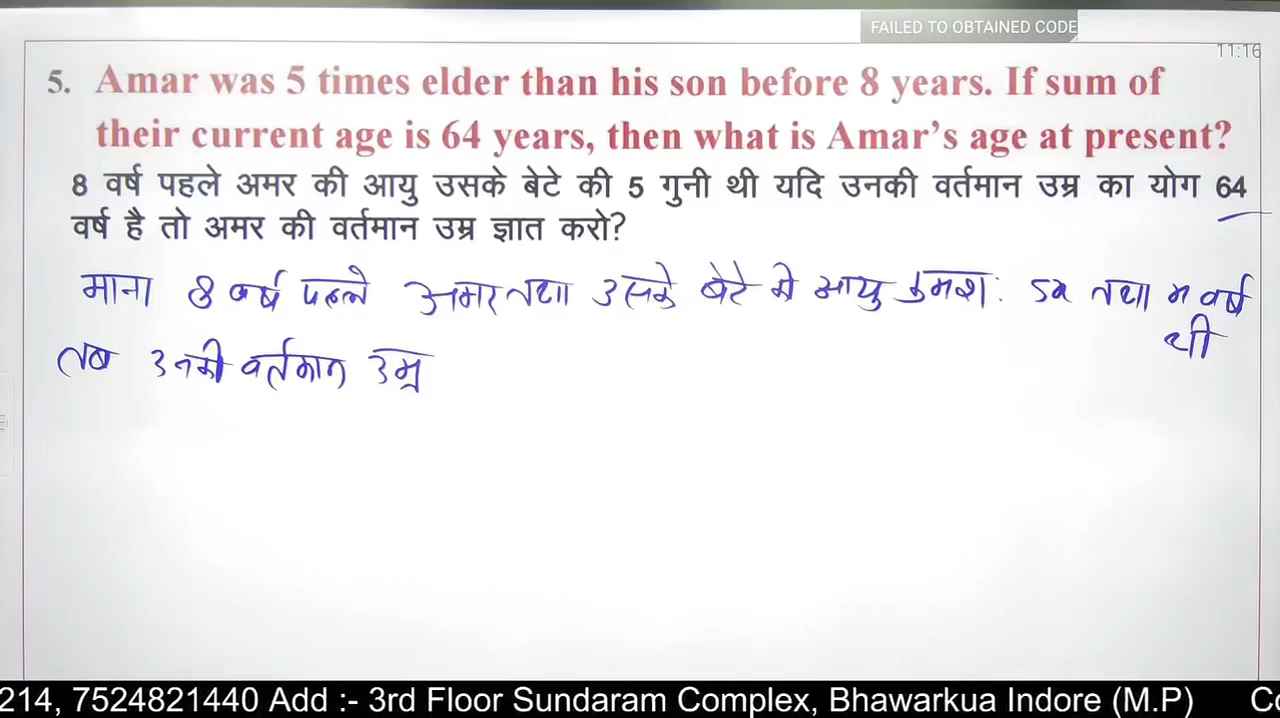 FAILED TO OBTAINED CODE
11:16
5. Amar was 5 times elder than his son before 8 years. If sum of
their current age is 64 years, then what is Amar's age at present?
8 वर्ष पहले अमर की आयु उसके बेटे की 5 गुनी थी यदि उनकी वर्तमान उम्र का योग 64
वर्ष है तो अमर की वर्तमान उम्र ज्ञात करो?
माना 8 वर्ष पहले अमर तथा उसके बेटे की आयु क्रमशः 5x तथा x वर्ष
थी
तब उनकी वर्तमान उम्र
214, 7524821440 Add :- 3rd Floor Sundaram Complex, Bhawarkua Indore (M.P) Co